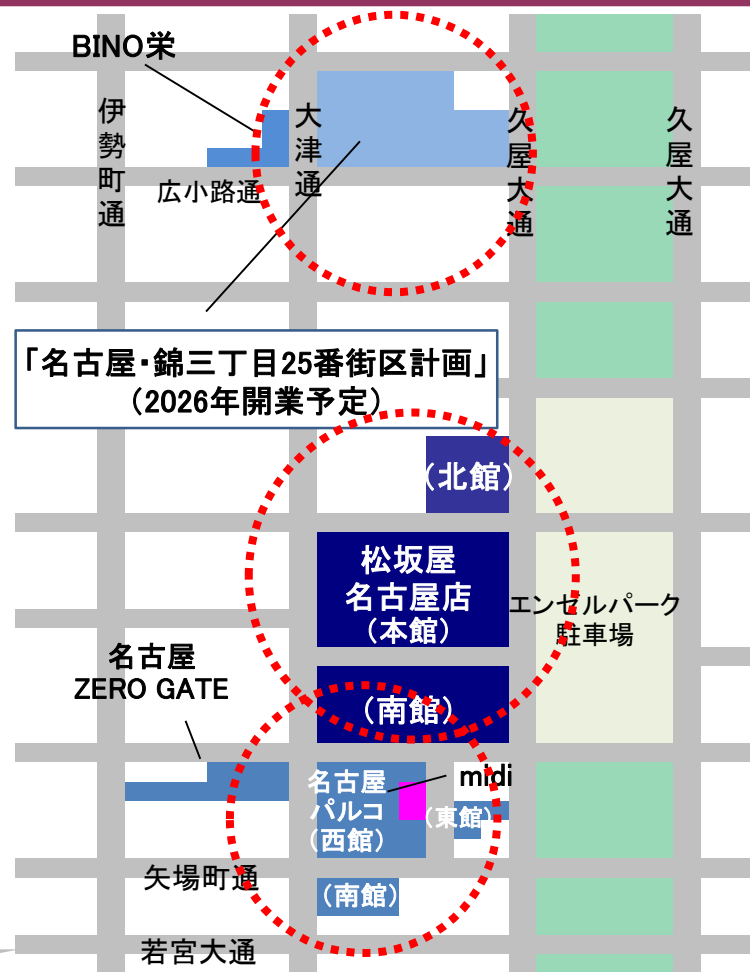 BINO栄
伊勢町通
大津通
久屋大通
久屋大通
広小路通
「名古屋・錦三丁目25番街区計画」
(2026年開業予定)
(北館)
松坂屋
名古屋店
(本館)
エンゼルパーク
駐車場
(南館)
名古屋
ZERO GATE
名古屋
パルコ
(西館)
midi
(東館)
(南館)
矢場町通
若宮大通